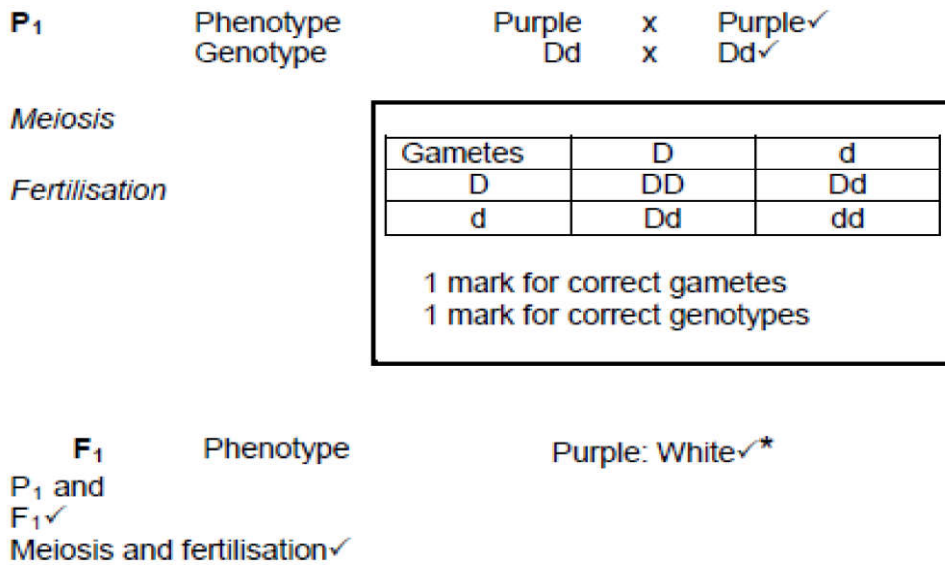 P₁ Phenotype Purple x Purple✓
Genotype Dd x Dd✓
Meiosis
Fertilisation
Gametes D d
D DD Dd
d Dd dd
1 mark for correct gametes
1 mark for correct genotypes
F₁ Phenotype Purple: White✓*
P₁ and
F₁✓
Meiosis and fertilisation✓